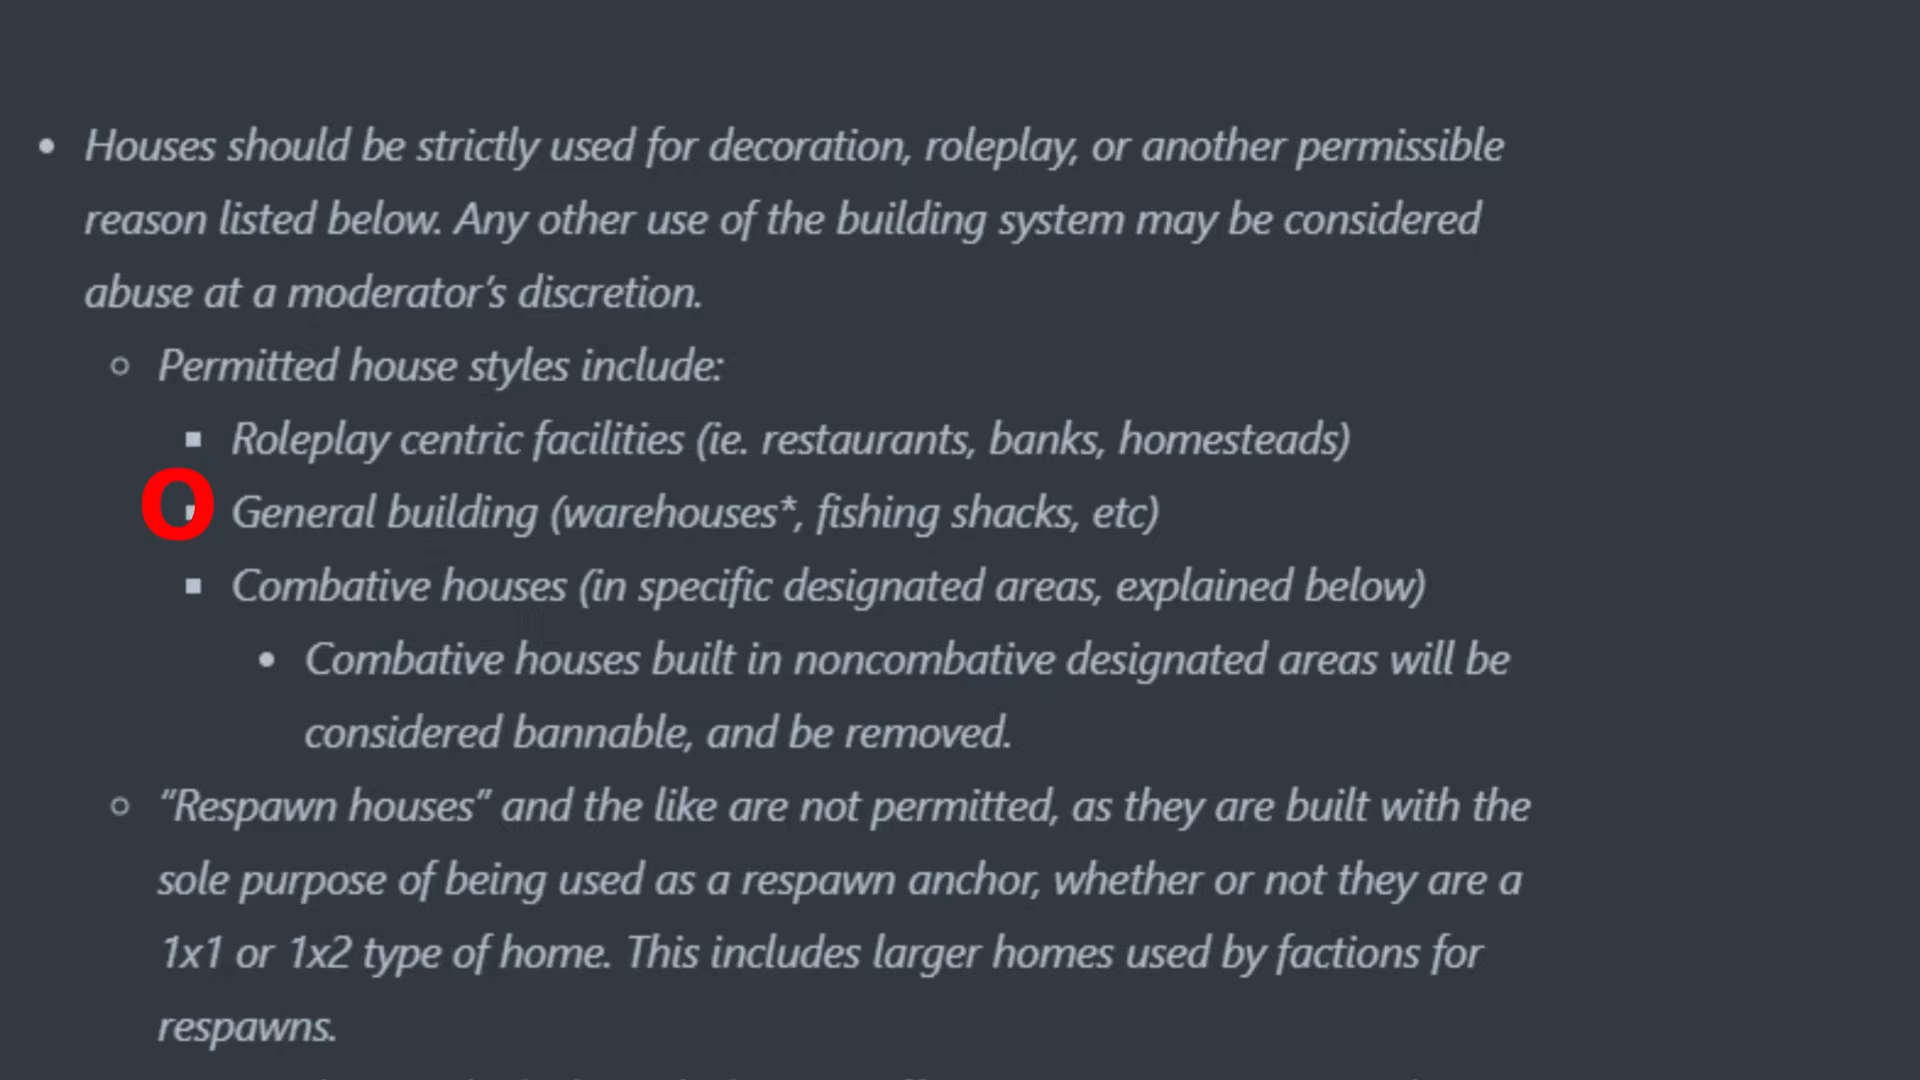 Houses should be strictly used for decoration, roleplay, or another permissible
reason listed below. Any other use of the building system may be considered
abuse at a moderator's discretion.
Permitted house styles include:
Roleplay centric facilities (ie. restaurants, banks, homesteads)
O General building (warehouses*, fishing shacks, etc)
Combative houses (in specific designated areas, explained below)
Combative houses built in noncombative designated areas will be
considered bannable, and be removed.
“Respawn houses” and the like are not permitted, as they are built with the
sole purpose of being used as a respawn anchor, whether or not they are a
1x1 or 1x2 type of home. This includes larger homes used by factions for
respawns.